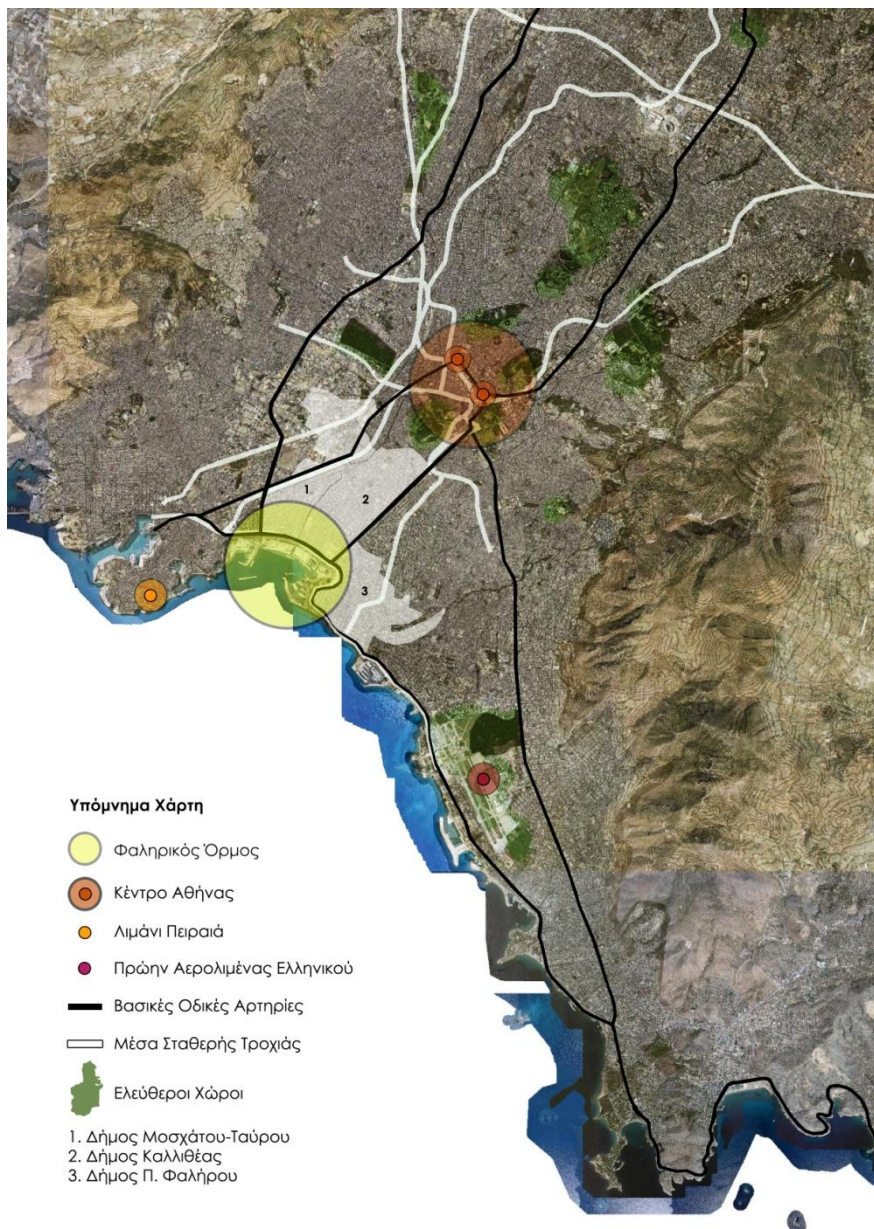 1
2
3
Υπόμνημα Χάρτη
Φαληρικός Όρμος
Κέντρο Αθήνας
Λιμάνι Πειραιά
Πρώην Αερολιμένας Ελληνικού
Βασικές Οδικές Αρτηρίες
Μέσα Σταθερής Τροχιάς
Ελεύθεροι Χώροι
1. Δήμος Μοσχάτου-Ταύρου
2. Δήμος Καλλιθέας
3. Δήμος Π. Φαλήρου